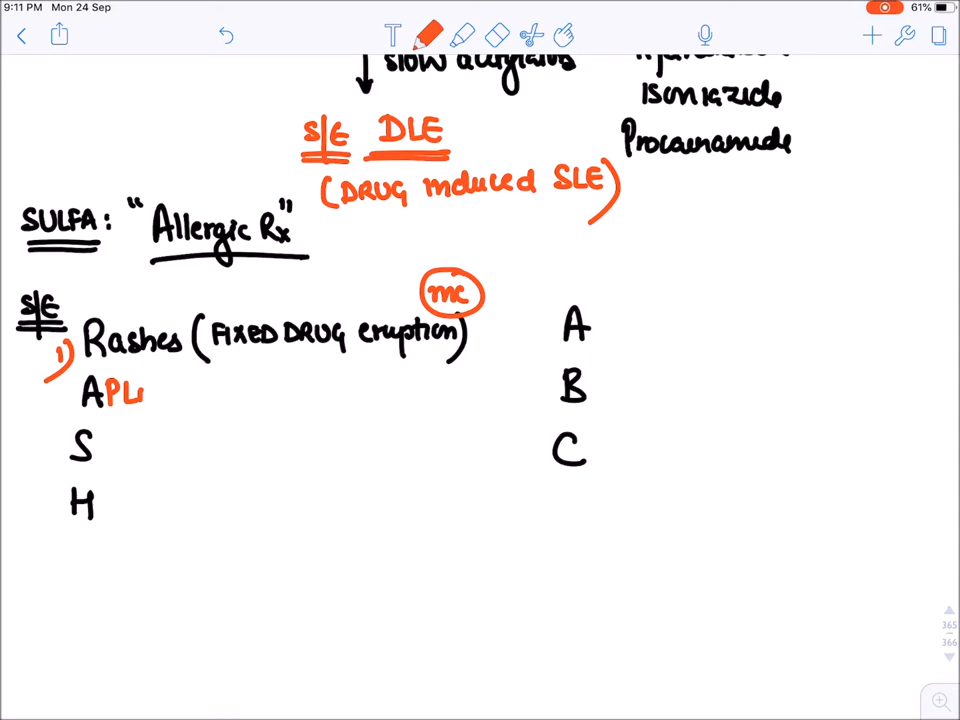 9:11 PM Mon 24 Sep
61%
T
slow
Isoniazide
S/E DLE
Procainamide
(DRUG induced SLE)
SULFA: "Allergic Rx"
S/E
mc
1) Rashes (FIXED DRUG eruption)
APL
S
H
A
B
C
365
366